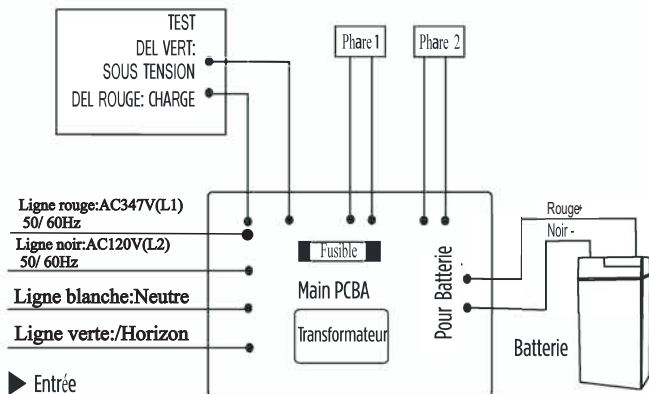 TEST
DEL VERT:
SOUS TENSION
DEL ROUGE: CHARGE
Phare 1
Phare 2
Ligne rouge:AC347V(L1)
50/ 60Hz
Ligne noir:AC120V(L2)
50/ 60Hz
Ligne blanche:Neutre
Ligne verte:/Horizon
Entrée
Fusible
Main PCBA
Transformateur
Pour Batterie
Rouge+
Noir -
Batterie